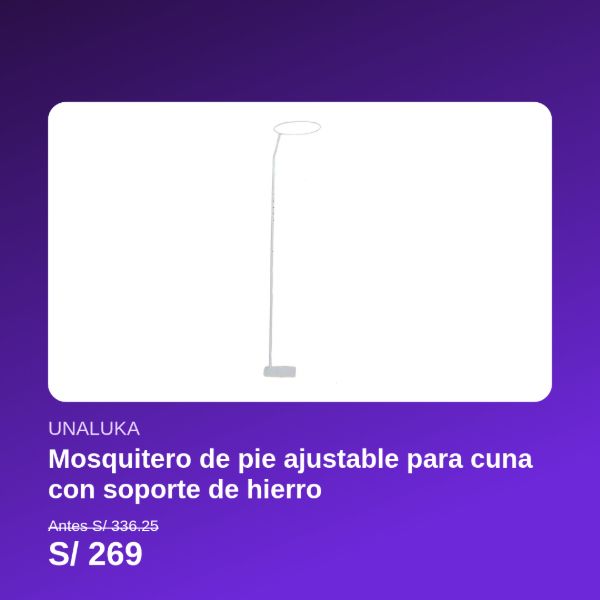 UNALUKA
Mosquitero de pie ajustable para cuna
con soporte de hierro
Antes S/ 336.25
S/ 269